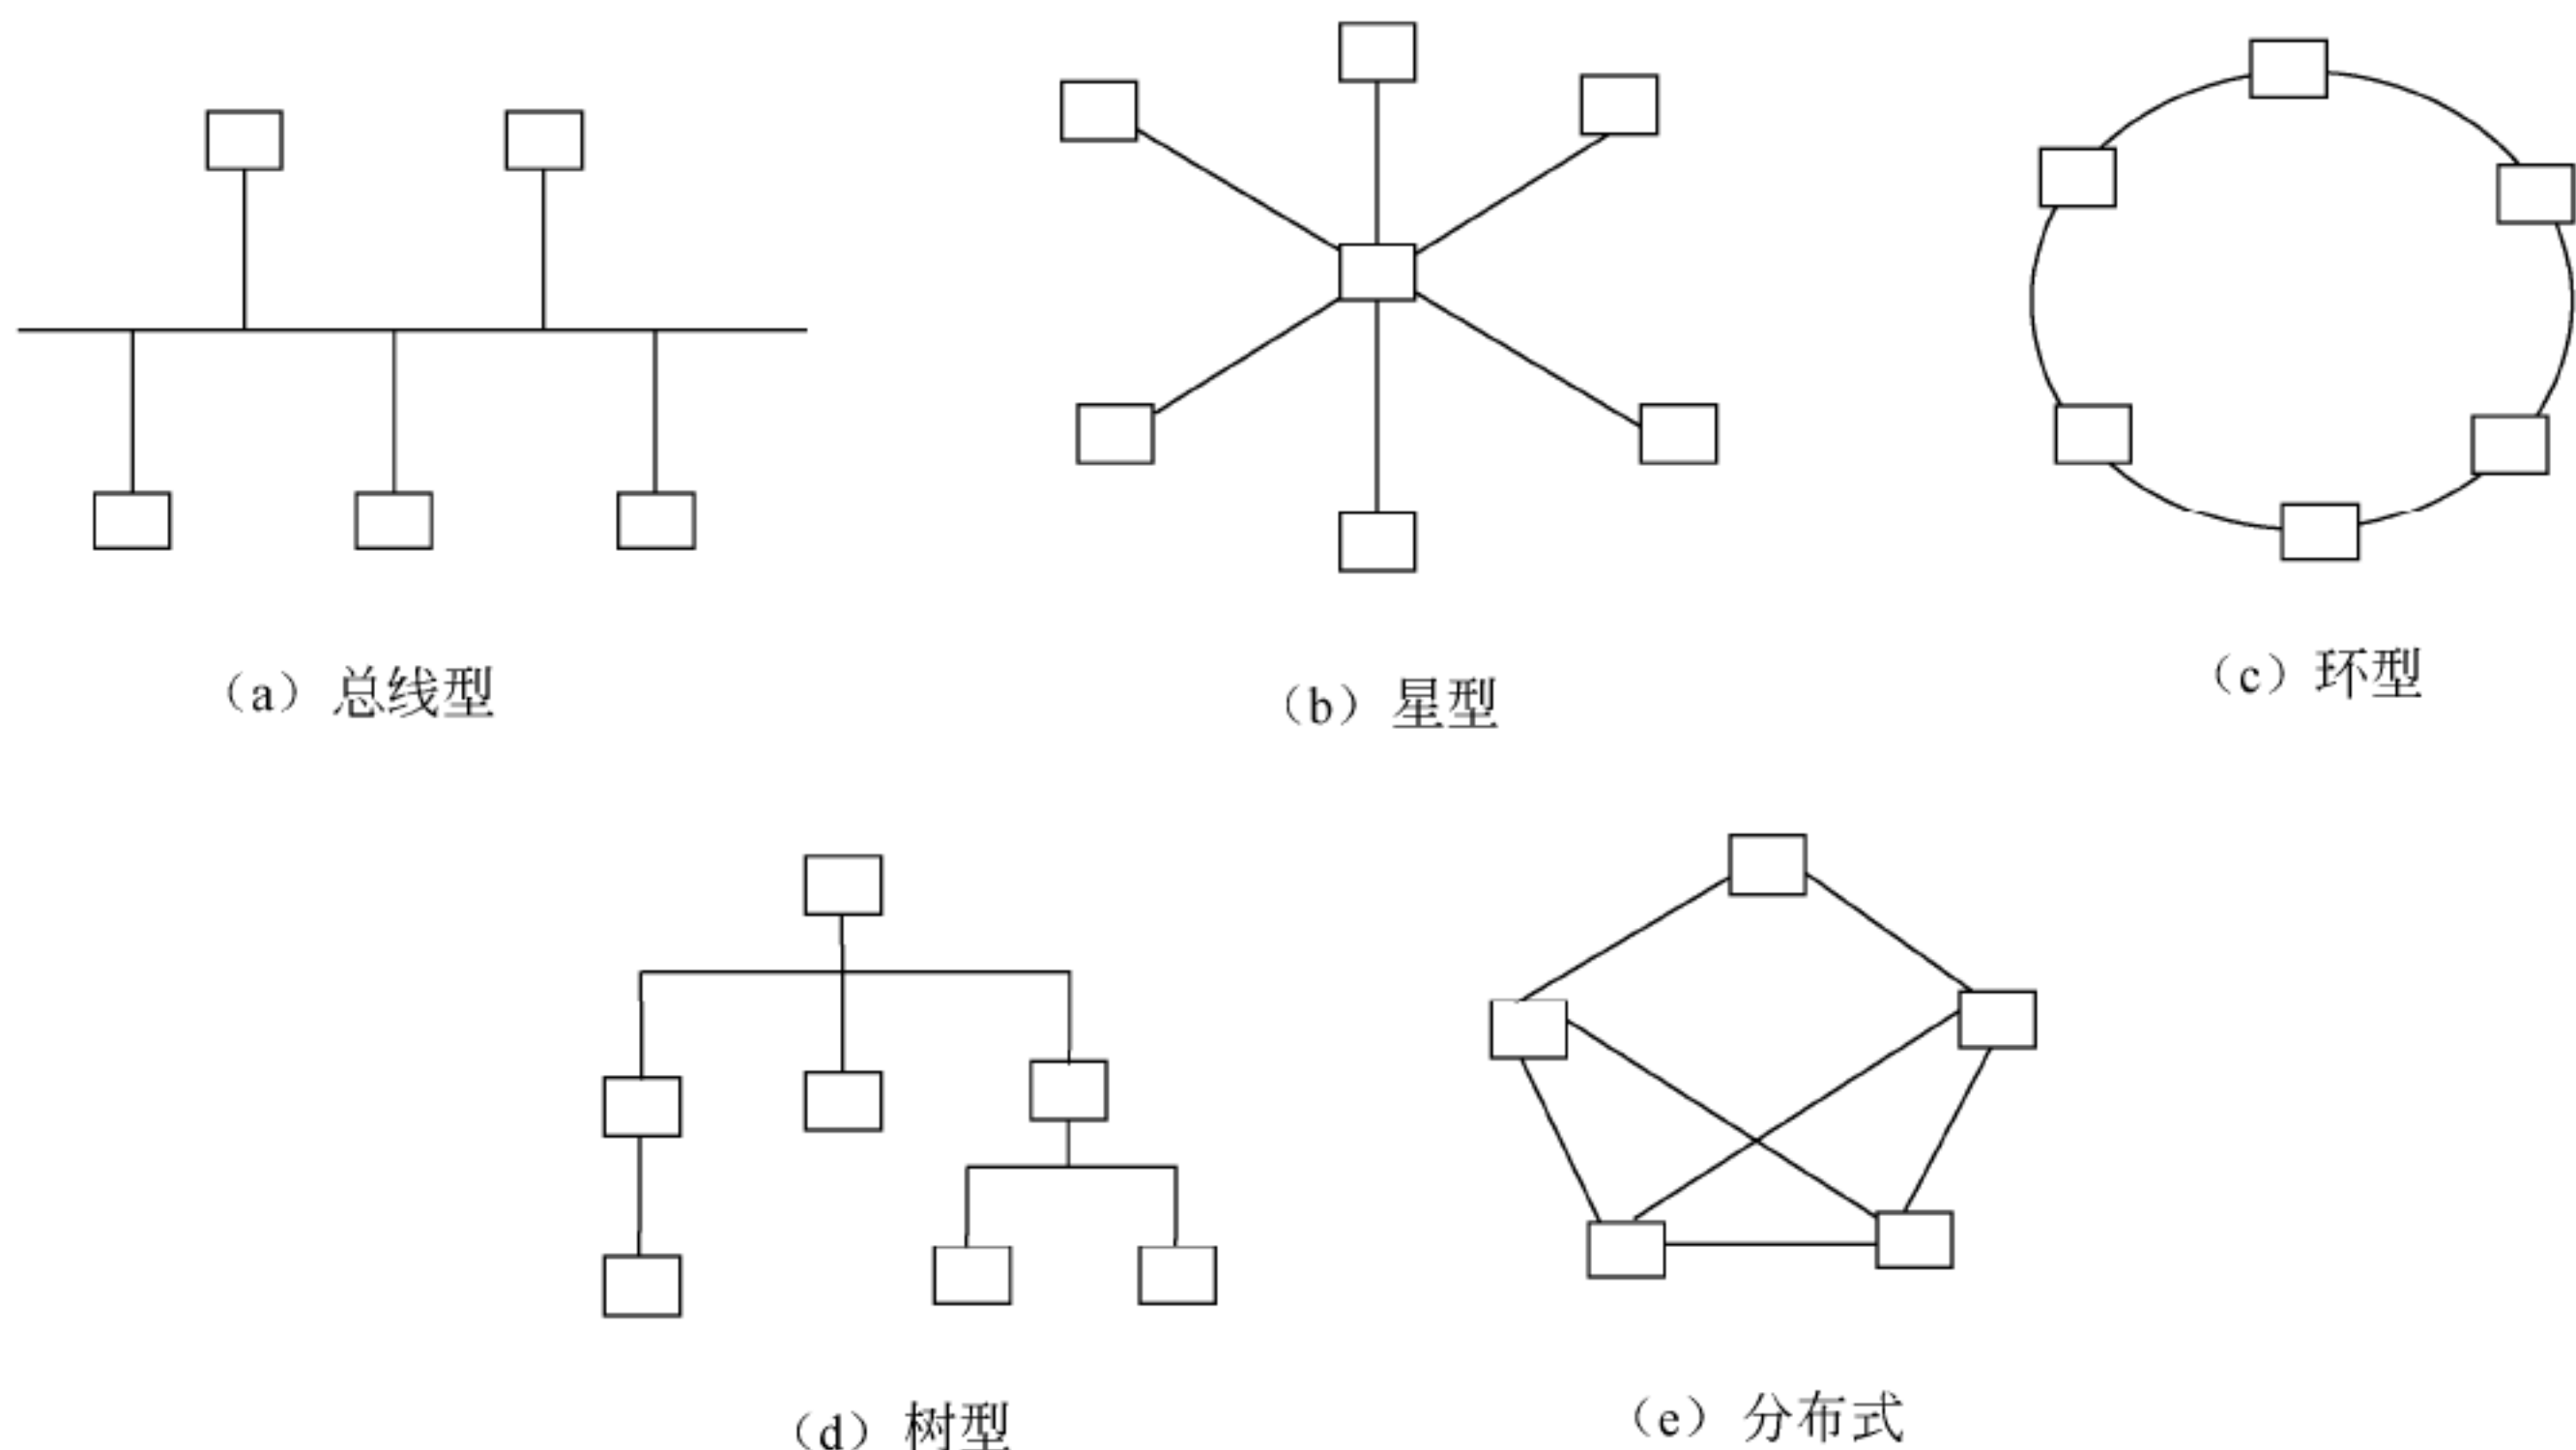 （a）总线型
（b）星型
（c）环型
（d）树型
（e）分布式